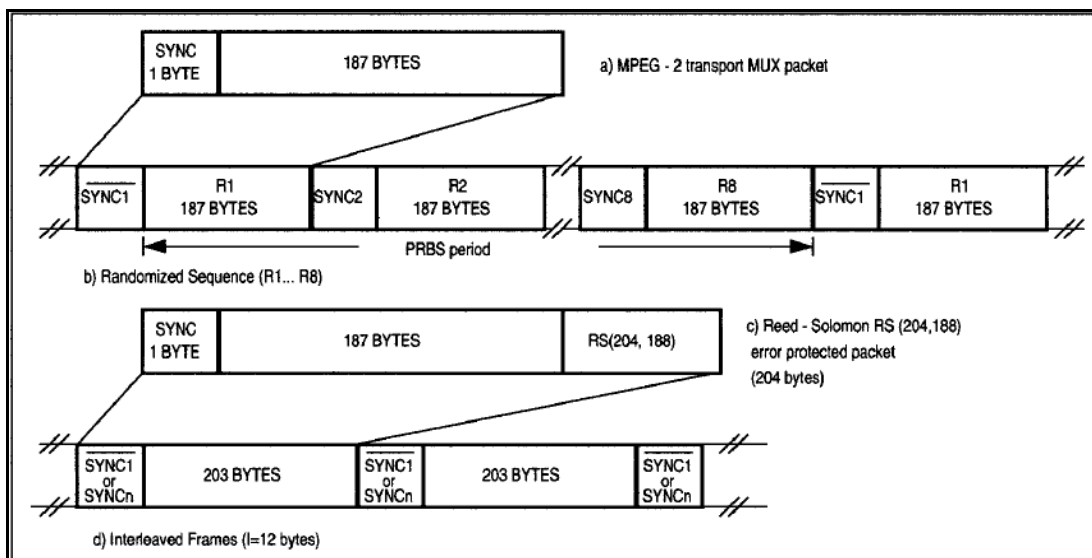 SYNC
1 BYTE
187 BYTES
a) MPEG - 2 transport MUX packet
SYNC1
R1
187 BYTES
SYNC2
R2
187 BYTES
SYNC8
R8
187 BYTES
SYNC1
R1
187 BYTES
PRBS period
b) Randomized Sequence (R1... R8)
SYNC
1 BYTE
187 BYTES
RS(204, 188)
c) Reed - Solomon RS (204,188)
error protected packet
(204 bytes)
SYNC1
or
SYNCn
203 BYTES
SYNC1
or
SYNCn
203 BYTES
SYNC1
or
SYNCn
d) Interleaved Frames (I=12 bytes)